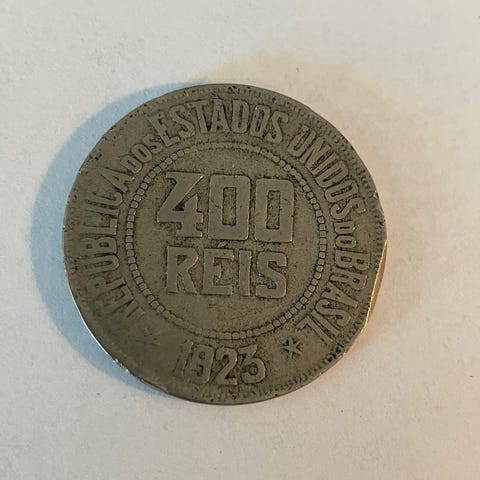 REPUBLICA DOS ESTADOS UNIDOS DO BRASIL
400
REIS
* 1923 *